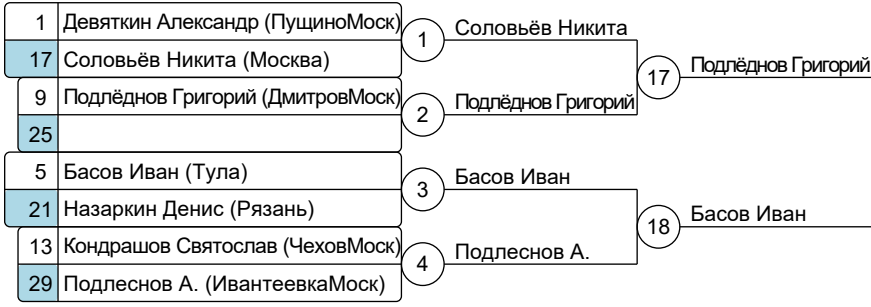 1 Девяткин Александр (ПущиноМоск)
17 Соловьёв Никита (Москва)
1 Соловьёв Никита
9 Подлёднов Григорий (ДмитровМоск)
25
2 Подлёднов Григорий
17 Подлёднов Григорий
5 Басов Иван (Тула)
21 Назаркин Денис (Рязань)
3 Басов Иван
13 Кондрашов Святослав (ЧеховМоск)
29 Подлеснов А. (ИвантеевкаМоск)
4 Подлеснов А.
18 Басов Иван